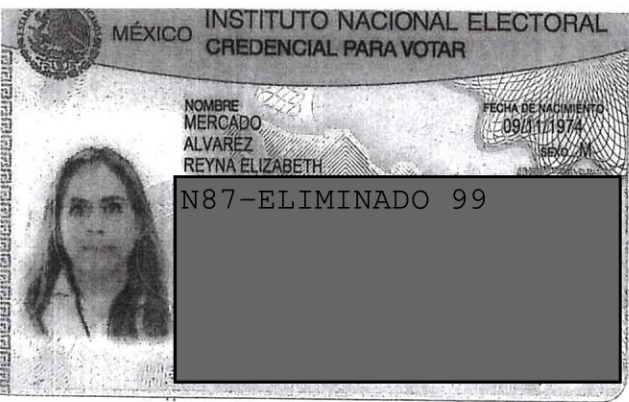 MÉXICO INSTITUTO NACIONAL ELECTORAL
CREDENCIAL PARA VOTAR
NOMBRE
MERCADO
ALVAREZ
REYNA ELIZABETH
FECHA DE NACIMIENTO
09/11/1974
SEXO M
N87-ELIMINADO 99